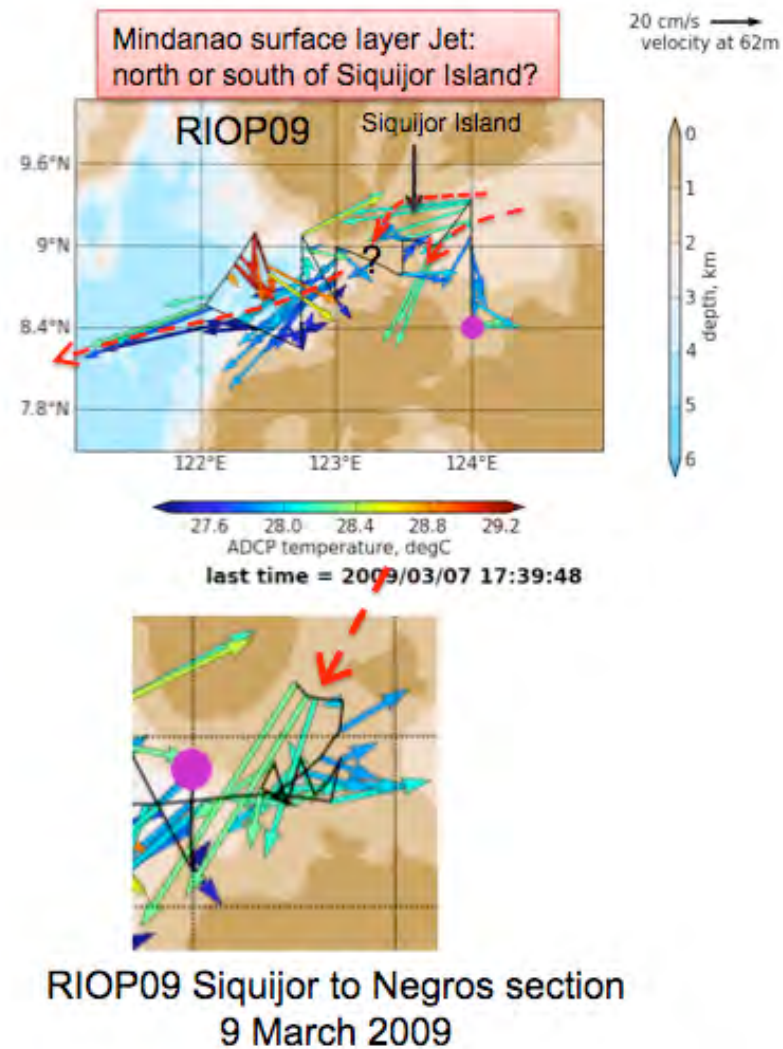 20 cm/s
velocity at 62m
Mindanao surface layer Jet:
north or south of Siquijor Island?
RIOP09
Siquijor Island
9.6°N
9°N
8.4°N
7.8°N
?
122°E
123°E
124°E
0
1
2
3
4
5
6
depth, km
27.6 28.0 28.4 28.8 29.2
ADCP temperature, degC
last time = 2009/03/07 17:39:48
RIOP09 Siquijor to Negros section
9 March 2009